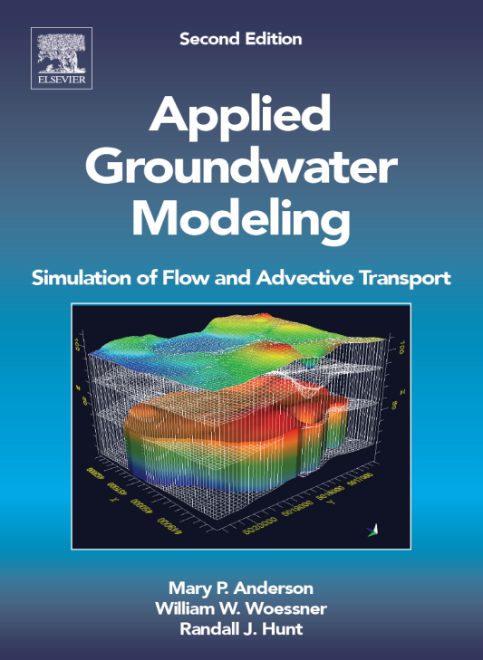 Second Edition
ELSEVIER
Applied
Groundwater
Modeling
Simulation of Flow and Advective Transport
Z
Z
X
Y
Mary P. Anderson
William W. Woessner
Randall J. Hunt